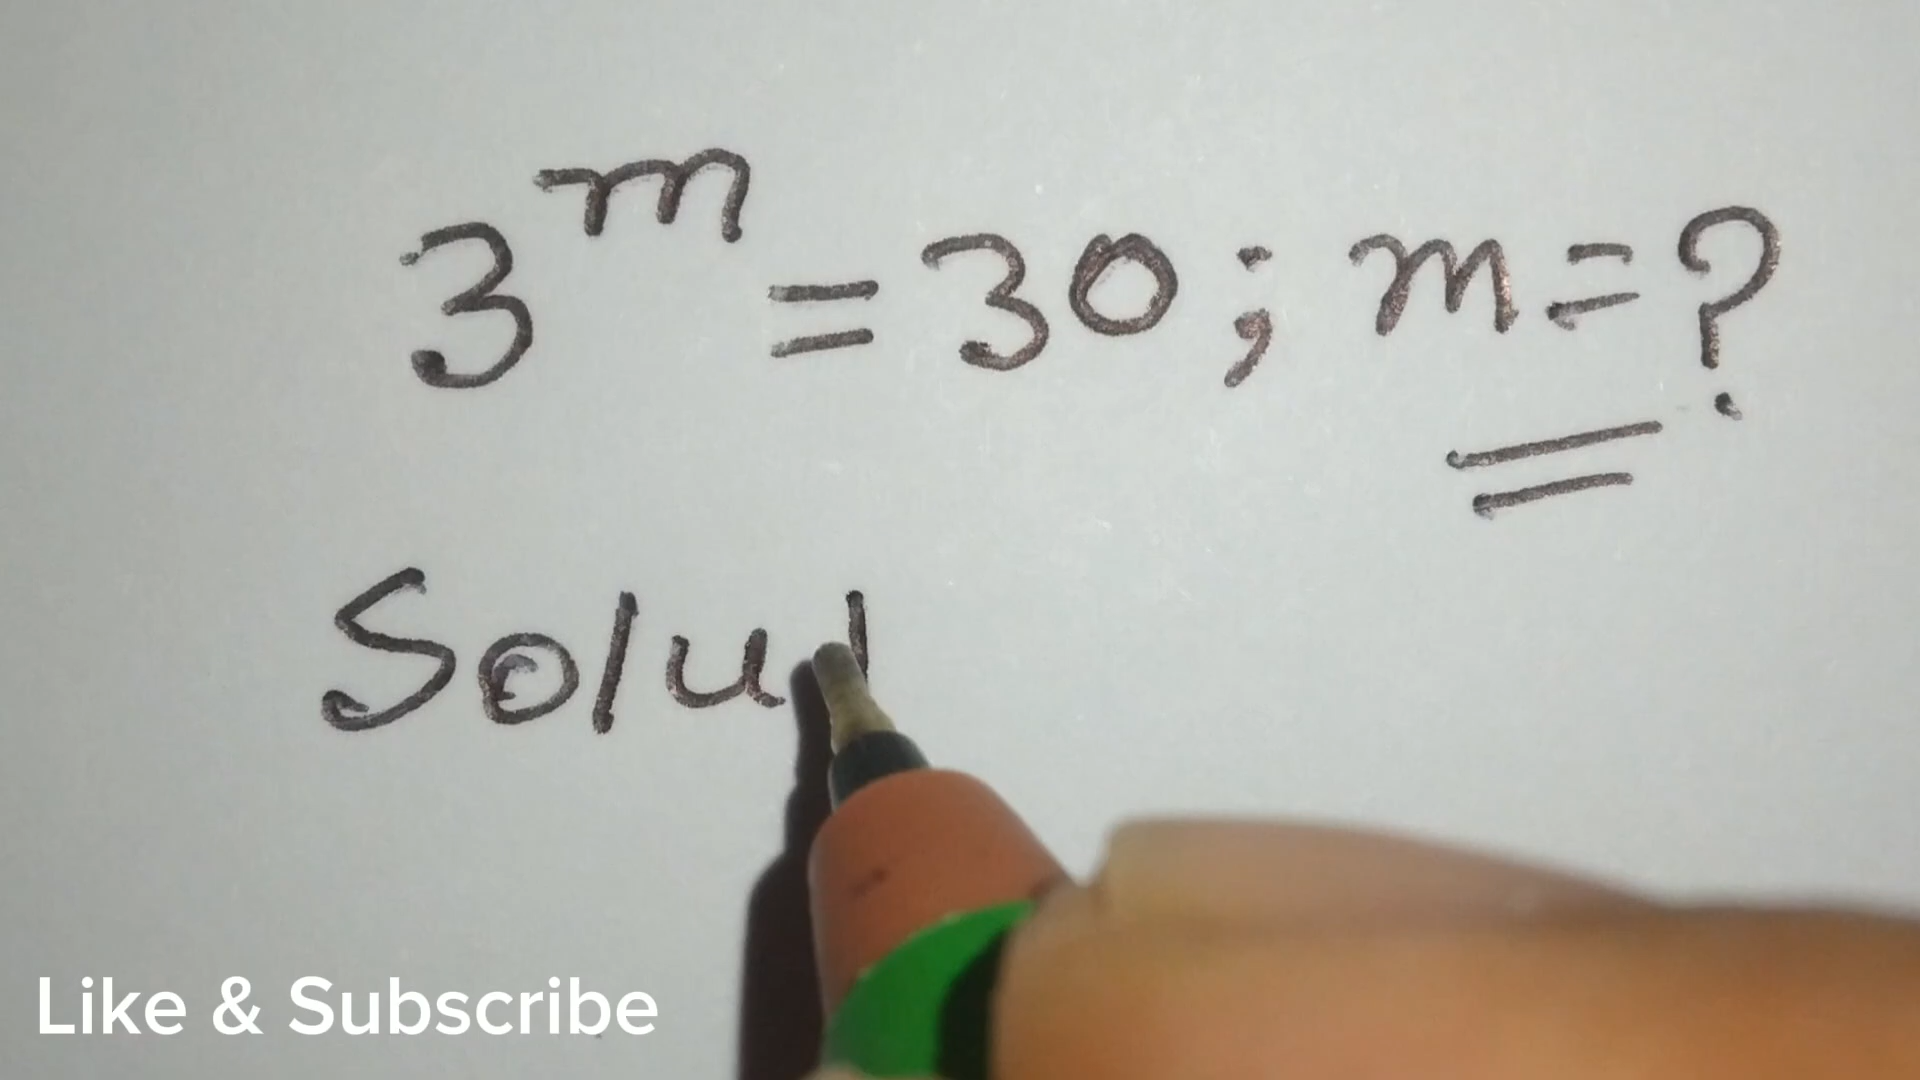 3^m = 30 ; m = ?
Solu
Like & Subscribe